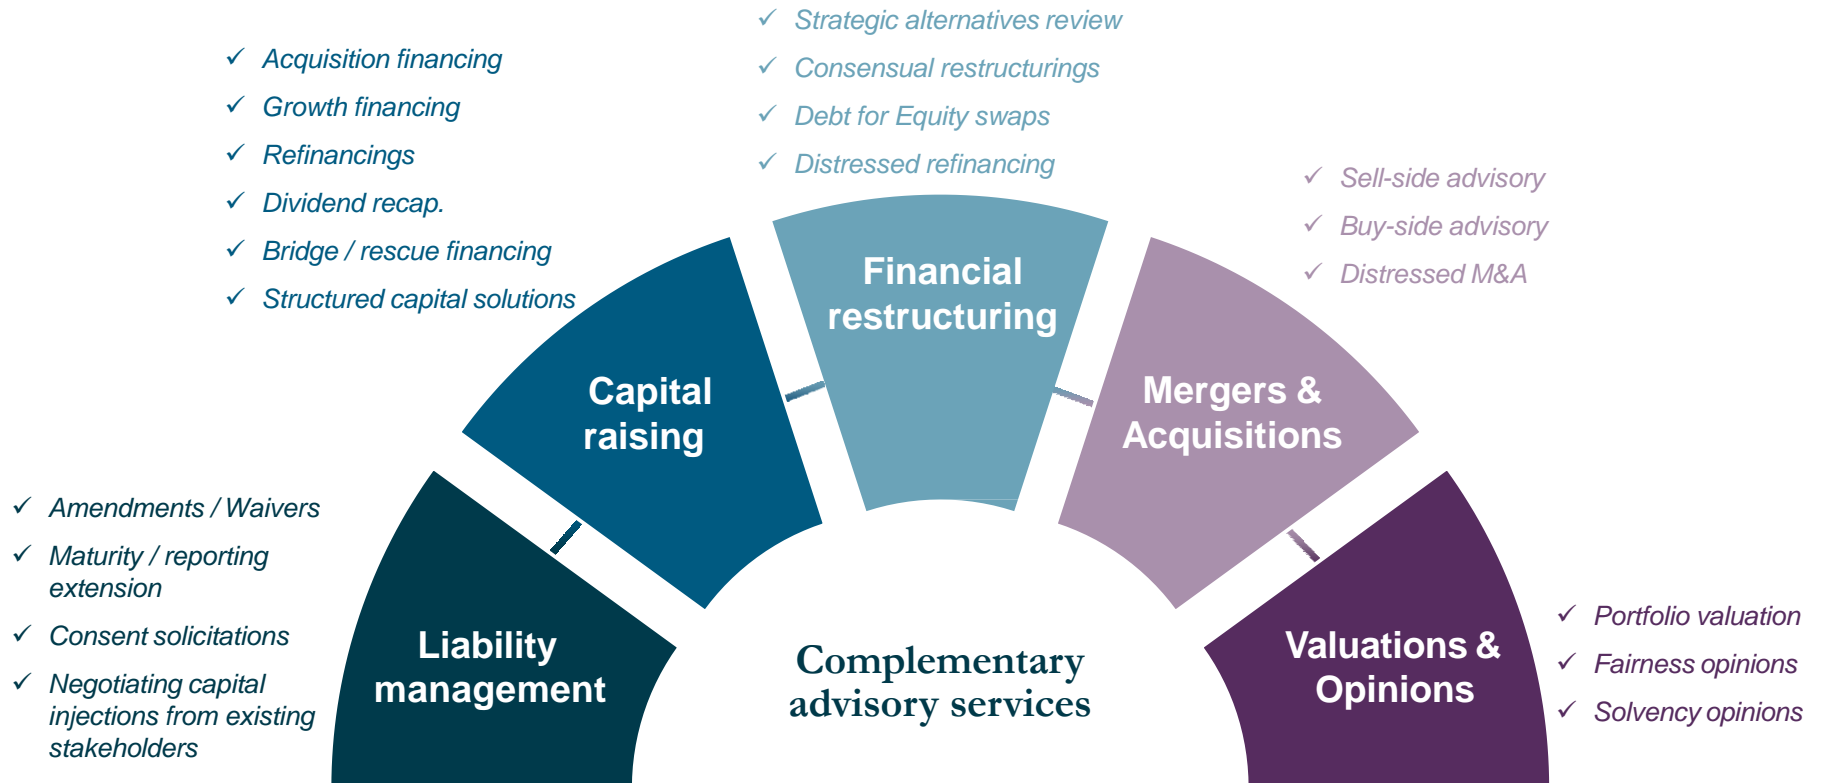 ✓ Strategic alternatives review
✓ Consensual restructurings
✓ Debt for Equity swaps
✓ Distressed refinancing
✓ Acquisition financing
✓ Growth financing
✓ Refinancings
✓ Dividend recap.
✓ Bridge / rescue financing
✓ Structured capital solutions
✓ Sell-side advisory
✓ Buy-side advisory
✓ Distressed M&A
Financial
restructuring
Capital
raising
Mergers &
Acquisitions
✓ Amendments / Waivers
✓ Maturity / reporting
extension
✓ Consent solicitations
✓ Negotiating capital
injections from existing
stakeholders
Liability
management
Complementary
advisory services
Valuations &
Opinions
✓ Portfolio valuation
✓ Fairness opinions
✓ Solvency opinions